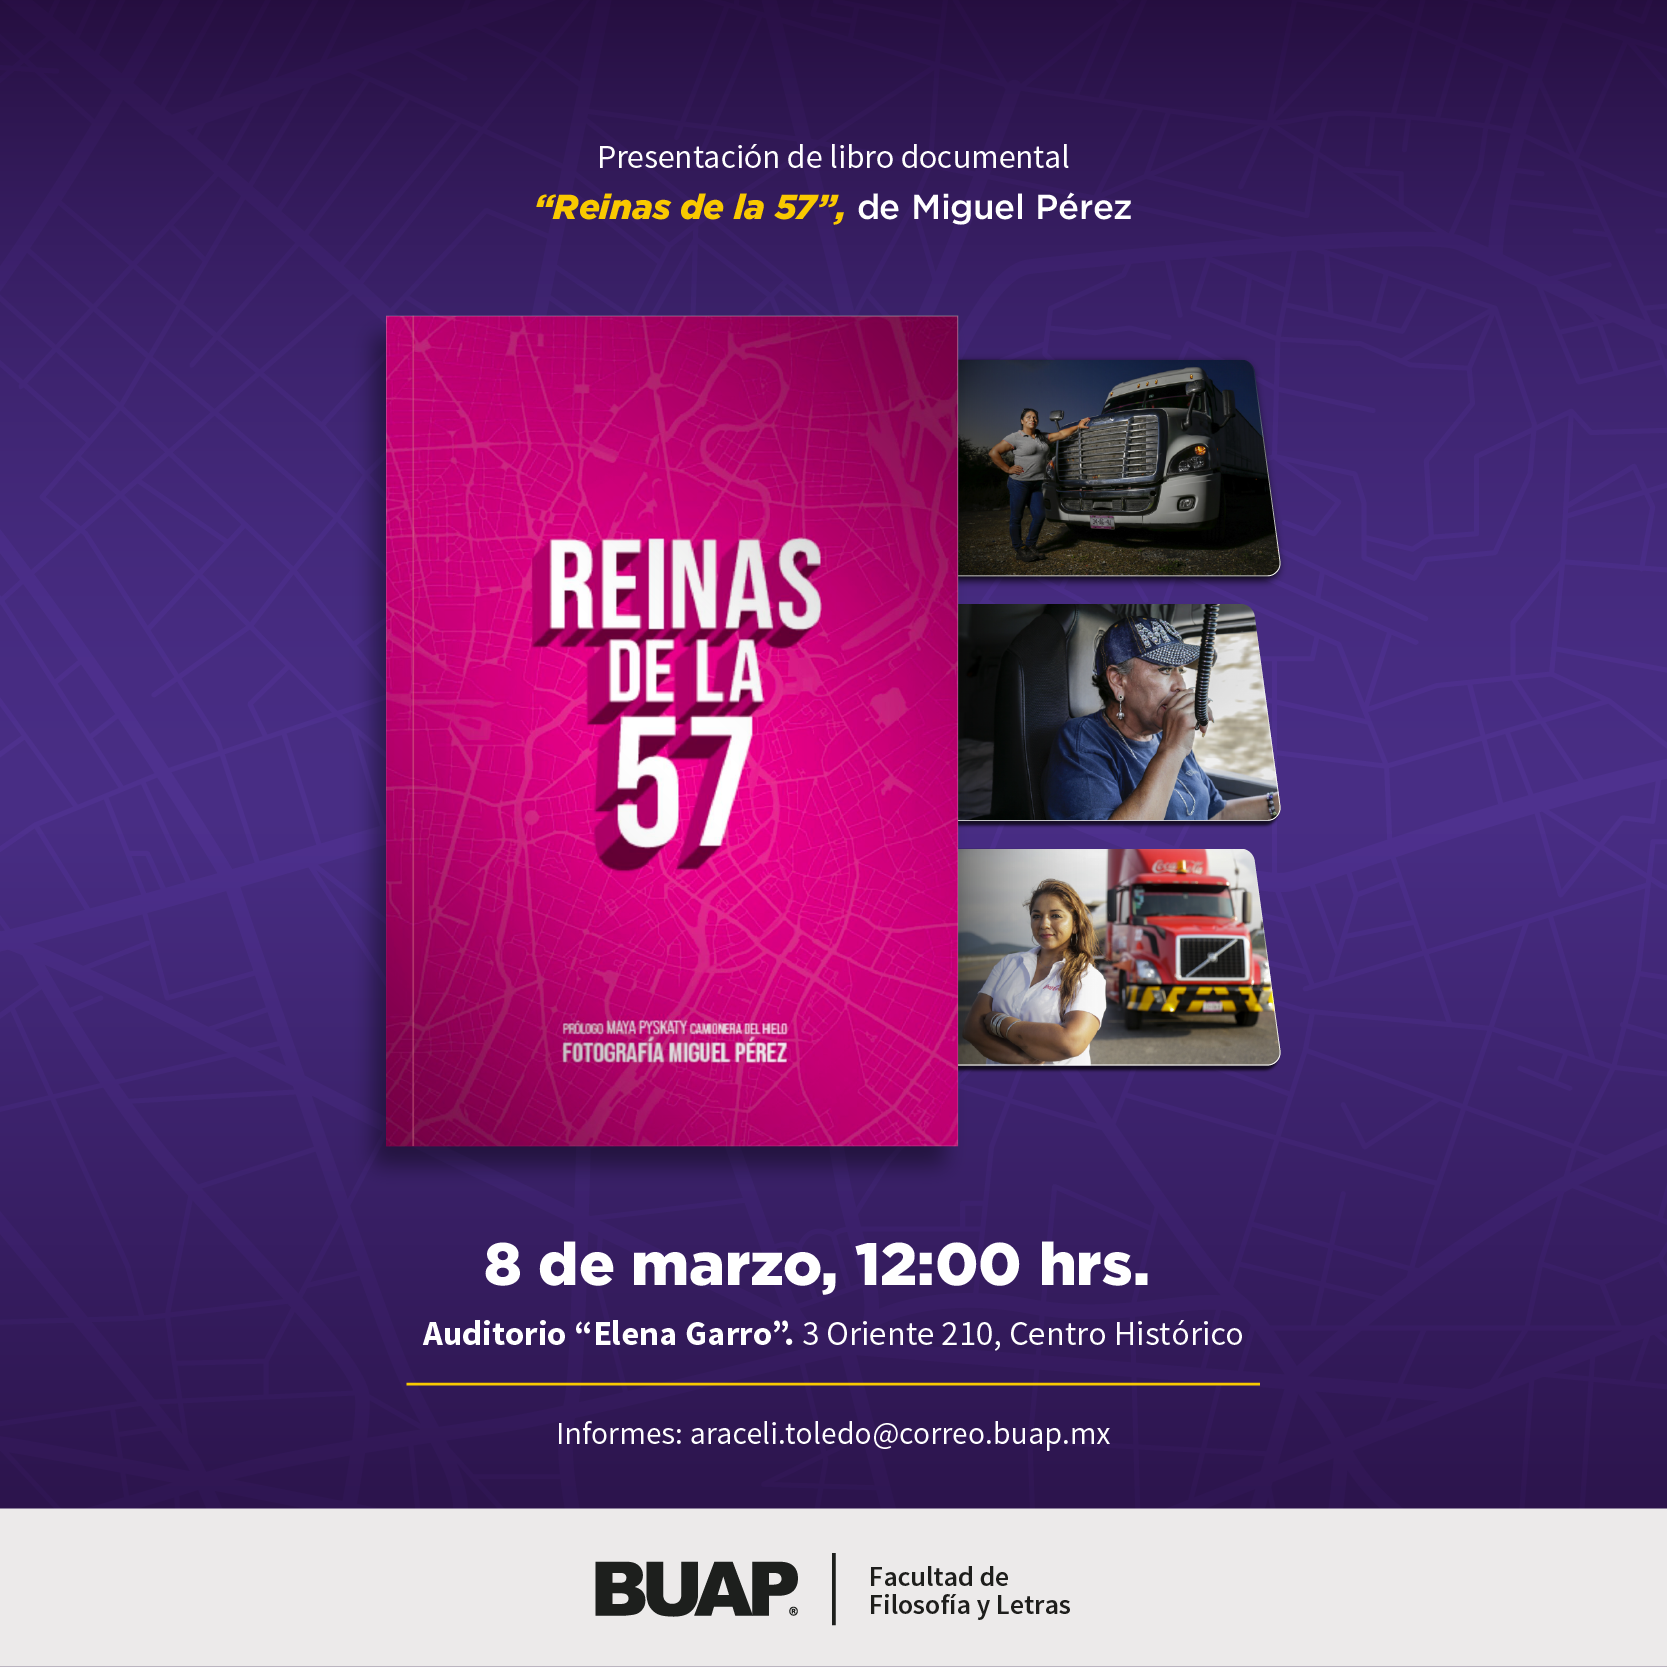 Presentación de libro documental
“Reinas de la 57”, de Miguel Pérez
REINAS
DE LA
57
PRÓLOGO MAYA PYSKATY CAMIONERA DEL HIELO
FOTOGRAFÍA MIGUEL PÉREZ
Coca-Cola
8 de marzo, 12:00 hrs.
Auditorio “Elena Garro”. 3 Oriente 210, Centro Histórico
Informes: araceli.toledo@correo.buap.mx
BUAP®
Facultad de
Filosofía y Letras